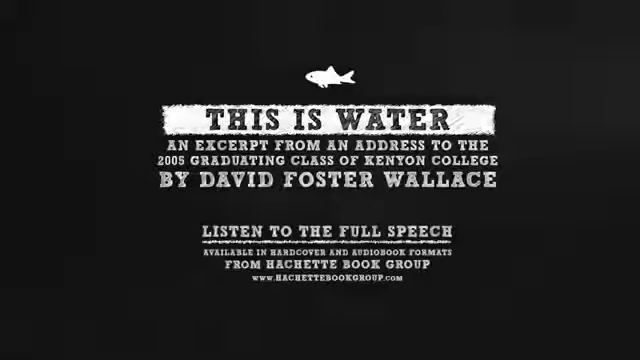 THIS IS WATER
AN EXCERPT FROM AN ADDRESS TO THE
2005 GRADUATING CLASS OF KENYON COLLEGE
BY DAVID FOSTER WALLACE
LISTEN TO THE FULL SPEECH
AVAILABLE IN HARDCOVER AND AUDIOBOOK FORMATS
FROM HACHETTE BOOK GROUP
WWW.HACHETTEBOOKGROUP.COM